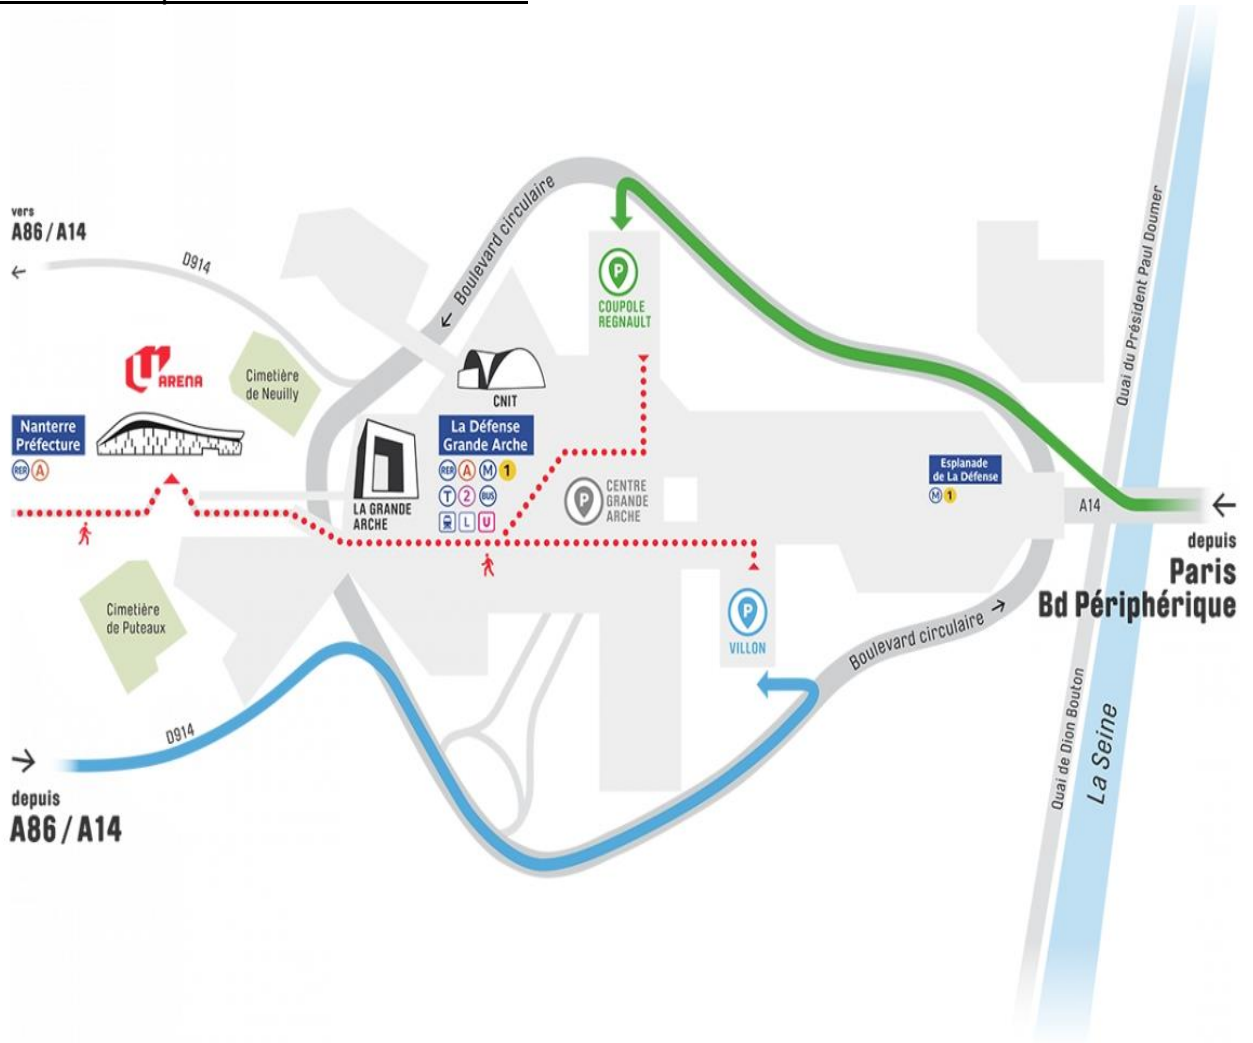 Boulevard circulaire
Quai du Président Paul Doumer
vers
A86 / A14
D914
P
COUPOLE
REGNAULT
U
ARENA
Cimetière
de Neuilly
CNIT
Nanterre
Préfecture
RER A
La Défense
Grande Arche
RER A M 1
T 2 BUS
L U
LA GRANDE
ARCHE
P
CENTRE
GRANDE
ARCHE
Esplanade
de La Défense
M 1
A14
depuis
Paris
Bd Périphérique
Cimetière
de Puteaux
P
VILLON
Boulevard circulaire
D914
Quai de Dion Bouton
La Seine
depuis
A86 / A14